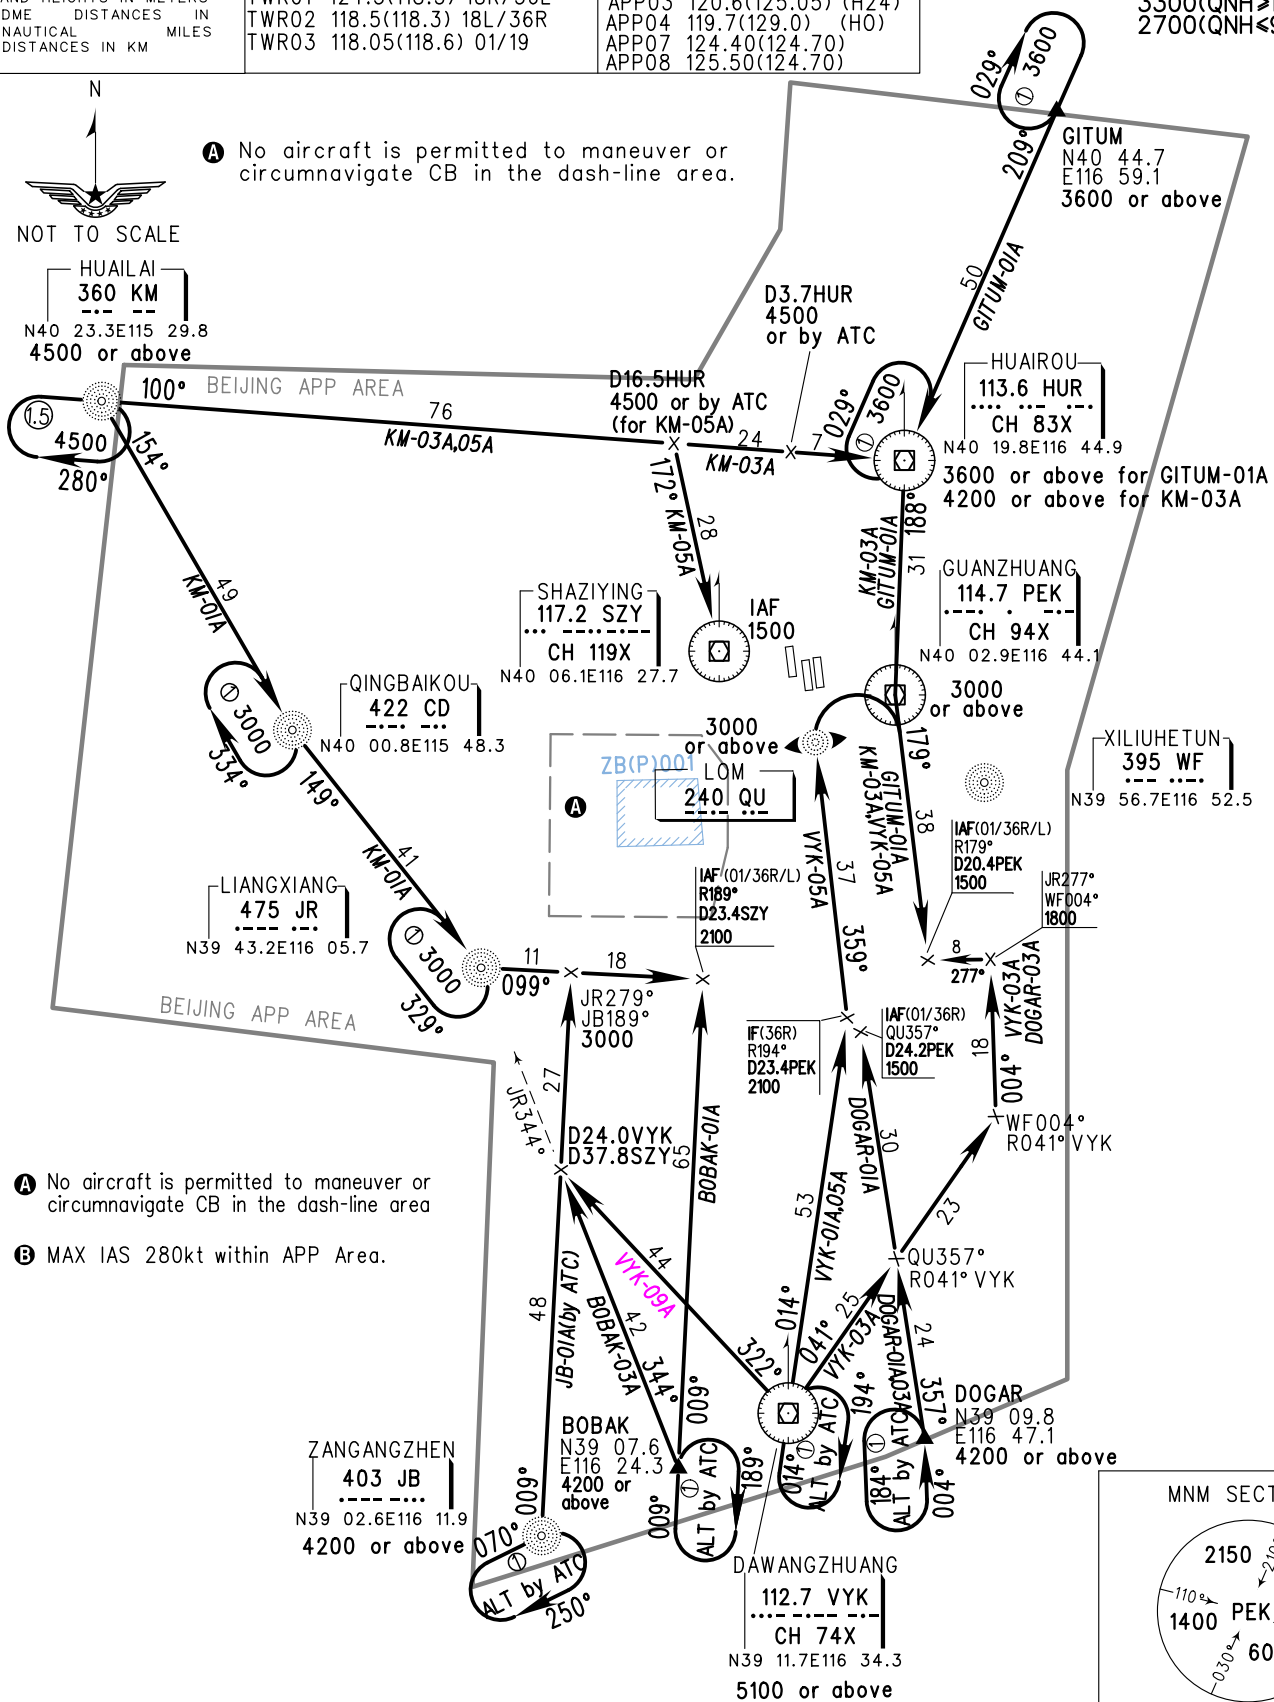 DME DISTANCES IN
NAUTICAL MILES
DISTANCES IN KM
TWR02 118.5(118.3) 18L/36R
TWR03 118.05(118.6) 01/19
APP03 120.6(125.05) (H24)
APP04 119.7(129.0) (HO)
APP07 124.40(124.70)
APP08 125.50(124.70)
N
NOT TO SCALE
A No aircraft is permitted to maneuver or
circumnavigate CB in the dash-line area.
029°
① 3600
209°
GITUM
N40 44.7
E116 59.1
3600 or above
50
GITUM-01A
HUAILAI
360 KM
N40 23.3E115 29.8
4500 or above
1.5
4500
280°
100°
BEIJING APP AREA
154°
76
KM-03A,05A
D16.5HUR
4500 or by ATC
(for KM-05A)
D3.7HUR
4500
or by ATC
24
KM-03A
7
029°
① 3600
HUAIROU
113.6 HUR
CH 83X
N40 19.8E116 44.9
3600 or above for GITUM-01A
4200 or above for KM-03A
172°
KM-05A
28
188°
31
KM-03A
GITUM-01A
49
KM-01A
SHAZIYING
117.2 SZY
CH 119X
N40 06.1E116 27.7
IAF
1500
GUANZHUANG
114.7 PEK
CH 94X
N40 02.9E116 44.1
3000
or above
① 3000
334°
QINGBAIKOU
422 CD
N40 00.8E115 48.3
149°
41
KM-01A
3000
or above
LOM
240 QU
ZB(P)001
A
179°
38
GITUM-01A
KM-03A,VYK-05A
XILIUHETUN
395 WF
N39 56.7E116 52.5
VYK-05A
37
359°
IAF(01/36R/L)
R179°
D20.4PEK
1500
JR277°
WF004°
1800
IAF(01/36R/L)
R189°
D23.4SZY
2100
LIANGXIANG
475 JR
N39 43.2E116 05.7
① 3000
329°
11
099°
18
8
277°
JR279°
JB189°
3000
IF(36R)
R194°
D23.4PEK
2100
IAF(01/36R)
QU357°
D24.2PEK
1500
18
004°
VYK-03A
DOGAR-03A
BEIJING APP AREA
27
JR344°
D24.0VYK
D37.8SZY
65
BOBAK-01A
DOGAR-01A
30
WF004°
R041° VYK
53
VYK-01A,05A
23
QU357°
R041° VYK
A No aircraft is permitted to maneuver or
circumnavigate CB in the dash-line area
B MAX IAS 280kt within APP Area.
44
VYK-09A
322°
48
JB-01A(by ATC)
42
BOBAK-03A
344°
009°
014°
041°
25
VYK-03A
24
DOGAR-01A,03A
357°
194°
DOGAR
N39 09.8
E116 47.1
4200 or above
BOBAK
N39 07.6
E116 24.3
4200 or
above
ZANGANGZHEN
403 JB
N39 02.6E116 11.9
4200 or above
009°
070°
① ALT by ATC
250°
009°
① ALT by ATC
189°
014°
① ALT by ATC
184°
① ALT by ATC
004°
DAWANGZHUANG
112.7 VYK
CH 74X
N39 11.7E116 34.3
5100 or above
2150
110°
1400
PEK
030°